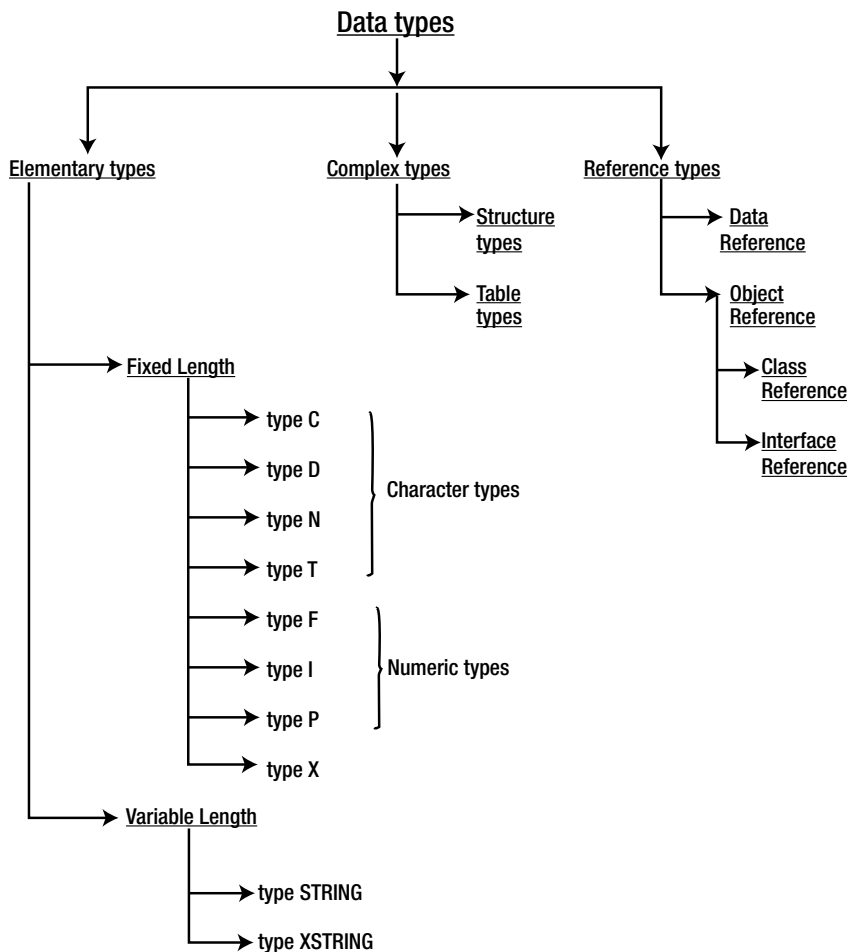 Data types
Elementary types
Complex types
Reference types
Structure
types
Data
Reference
Table
types
Object
Reference
Fixed Length
Class
Reference
type C
Interface
Reference
type D
Character types
type N
type T
type F
type I
Numeric types
type P
type X
Variable Length
type STRING
type XSTRING